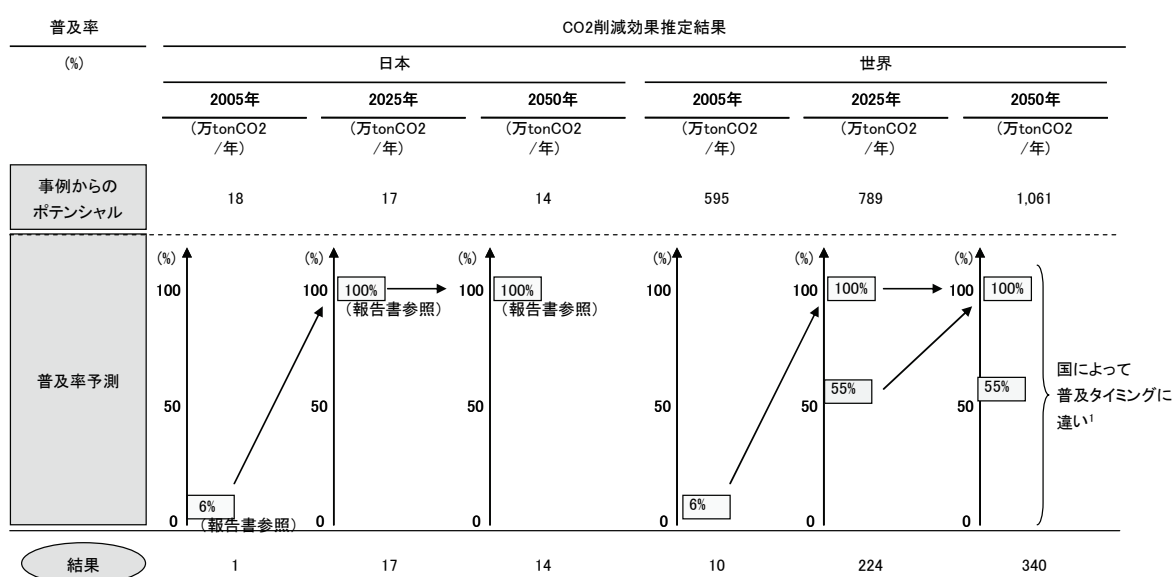 普及率
CO2削減効果推定結果
(%)
日本
世界
2005年
2025年
2050年
2005年
2025年
2050年
(万tonCO2
/年)
(万tonCO2
/年)
(万tonCO2
/年)
(万tonCO2
/年)
(万tonCO2
/年)
(万tonCO2
/年)
事例からの
ポテンシャル
18
17
14
595
789
1,061
普及率予測
(%)
100
50
0
6%
(報告書参照)
(%)
100
50
0
100%
(報告書参照)
(%)
100
50
0
100%
(報告書参照)
(%)
100
50
0
6%
(%)
100
50
0
100%
55%
(%)
100
50
0
100%
55%
国によって
普及タイミングに
違い¹
結果
1
17
14
10
224
340